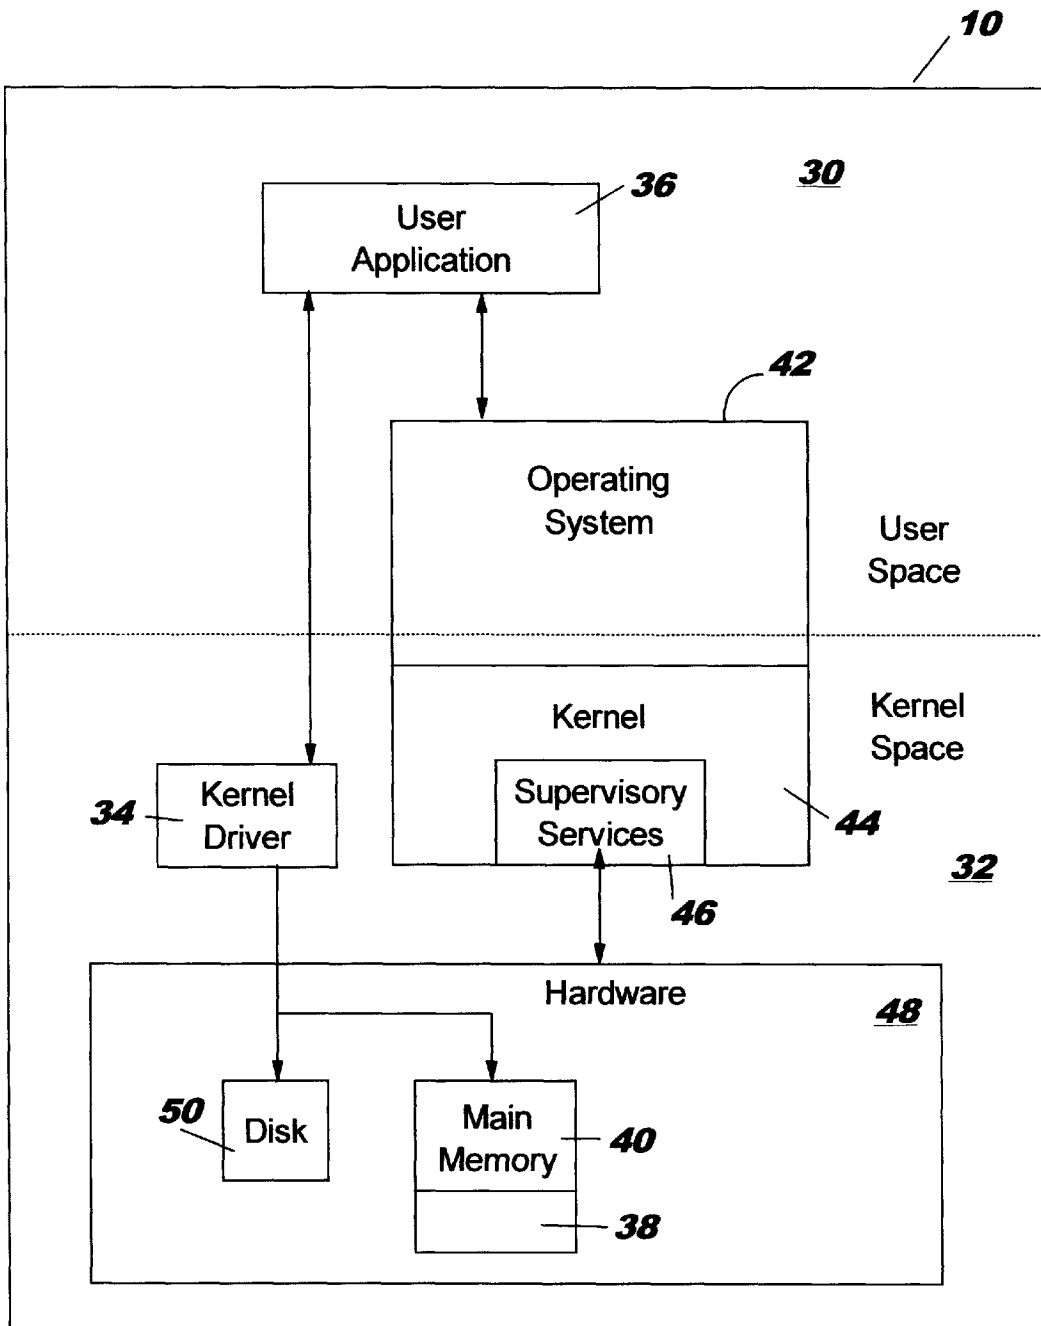 10
30
36
User
Application
42
Operating
System
User
Space
Kernel
Space
Kernel
Supervisory
Services
44
34
Kernel
Driver
32
46
Hardware
48
50
Disk
Main
Memory
40
38